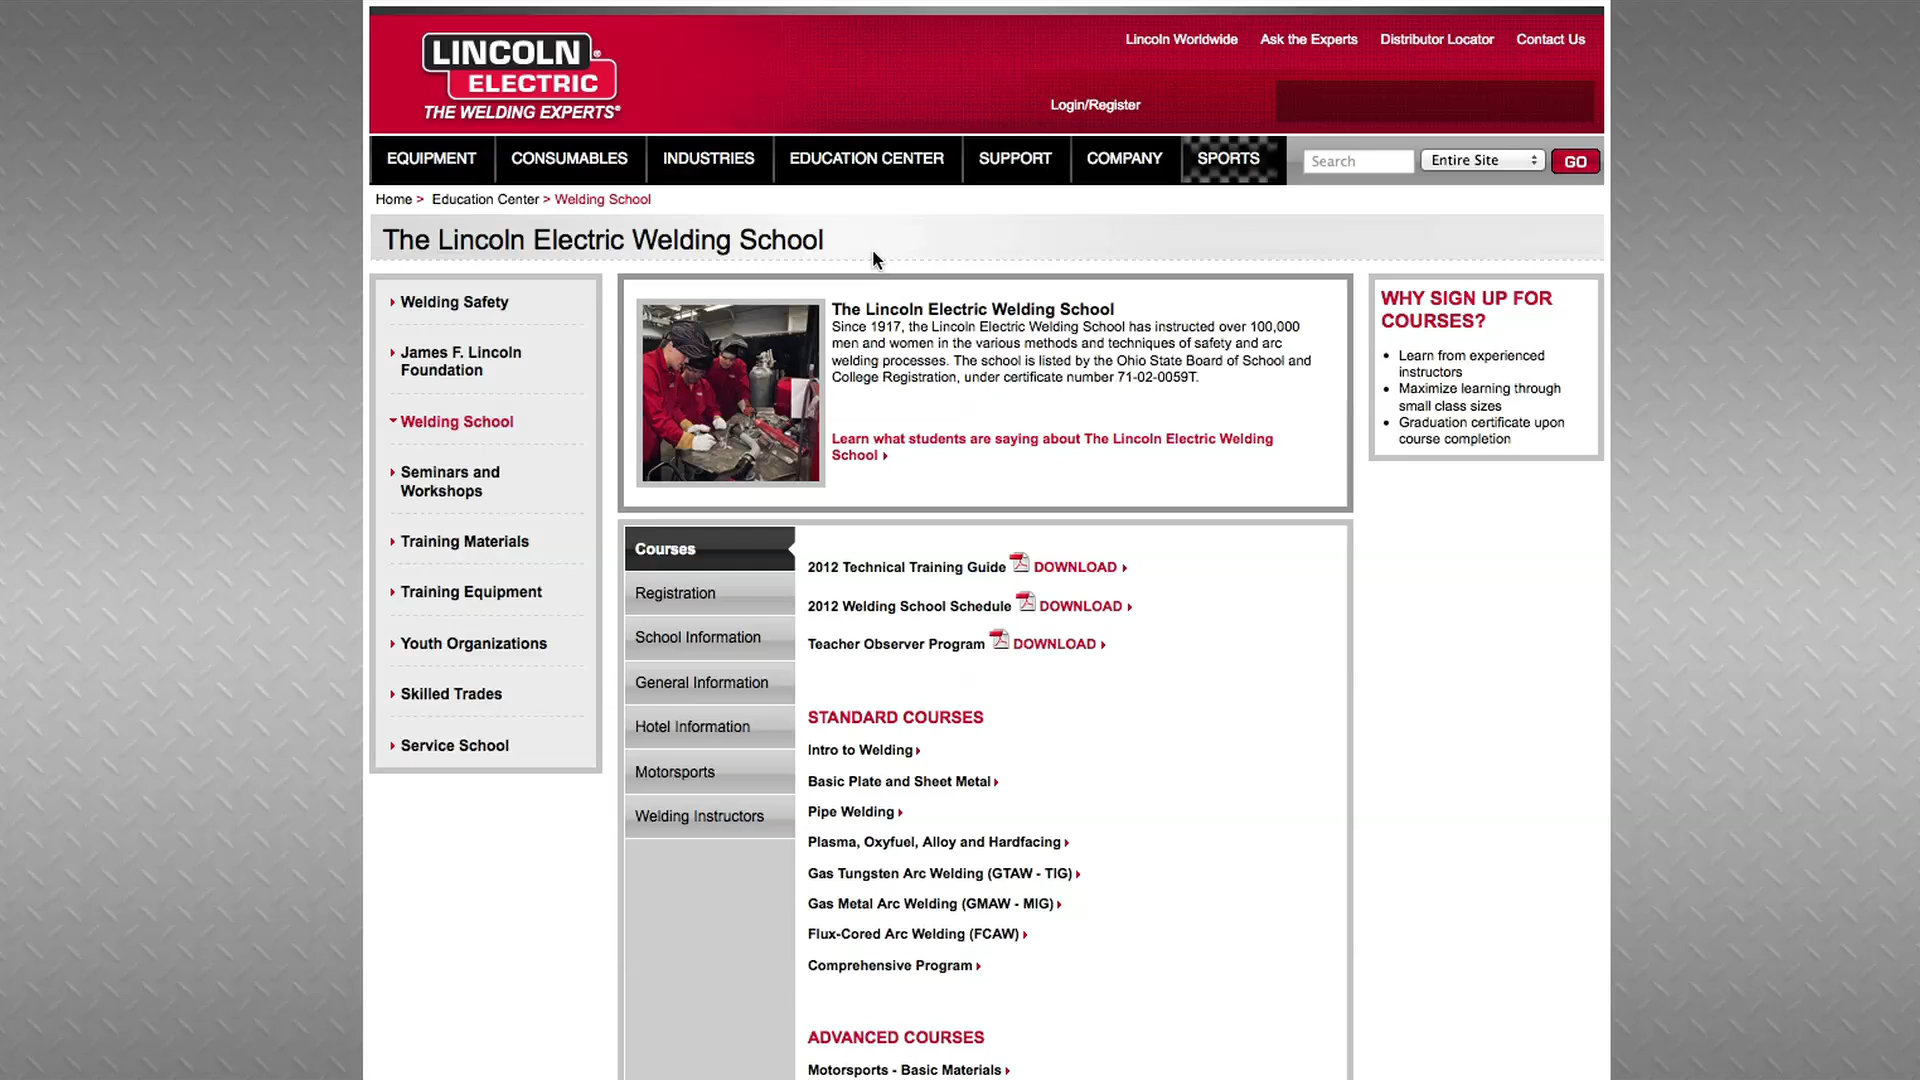 LINCOLN®
ELECTRIC
THE WELDING EXPERTS®
Lincoln Worldwide
Ask the Experts
Distributor Locator
Contact Us
Login/Register
EQUIPMENT
CONSUMABLES
INDUSTRIES
EDUCATION CENTER
SUPPORT
COMPANY
SPORTS
Search
Entire Site
GO
Home > Education Center > Welding School
The Lincoln Electric Welding School
Welding Safety
James F. Lincoln
Foundation
Welding School
Seminars and
Workshops
Training Materials
Training Equipment
Youth Organizations
Skilled Trades
Service School
The Lincoln Electric Welding School
Since 1917, the Lincoln Electric Welding School has instructed over 100,000
men and women in the various methods and techniques of safety and arc
welding processes. The school is listed by the Ohio State Board of School and
College Registration, under certificate number 71-02-0059T.
Learn what students are saying about The Lincoln Electric Welding
School
WHY SIGN UP FOR
COURSES?
• Learn from experienced
instructors
• Maximize learning through
small class sizes
• Graduation certificate upon
course completion
Courses
Registration
School Information
General Information
Hotel Information
Motorsports
Welding Instructors
2012 Technical Training Guide DOWNLOAD
2012 Welding School Schedule DOWNLOAD
Teacher Observer Program DOWNLOAD
STANDARD COURSES
Intro to Welding
Basic Plate and Sheet Metal
Pipe Welding
Plasma, Oxyfuel, Alloy and Hardfacing
Gas Tungsten Arc Welding (GTAW - TIG)
Gas Metal Arc Welding (GMAW - MIG)
Flux-Cored Arc Welding (FCAW)
Comprehensive Program
ADVANCED COURSES
Motorsports - Basic Materials